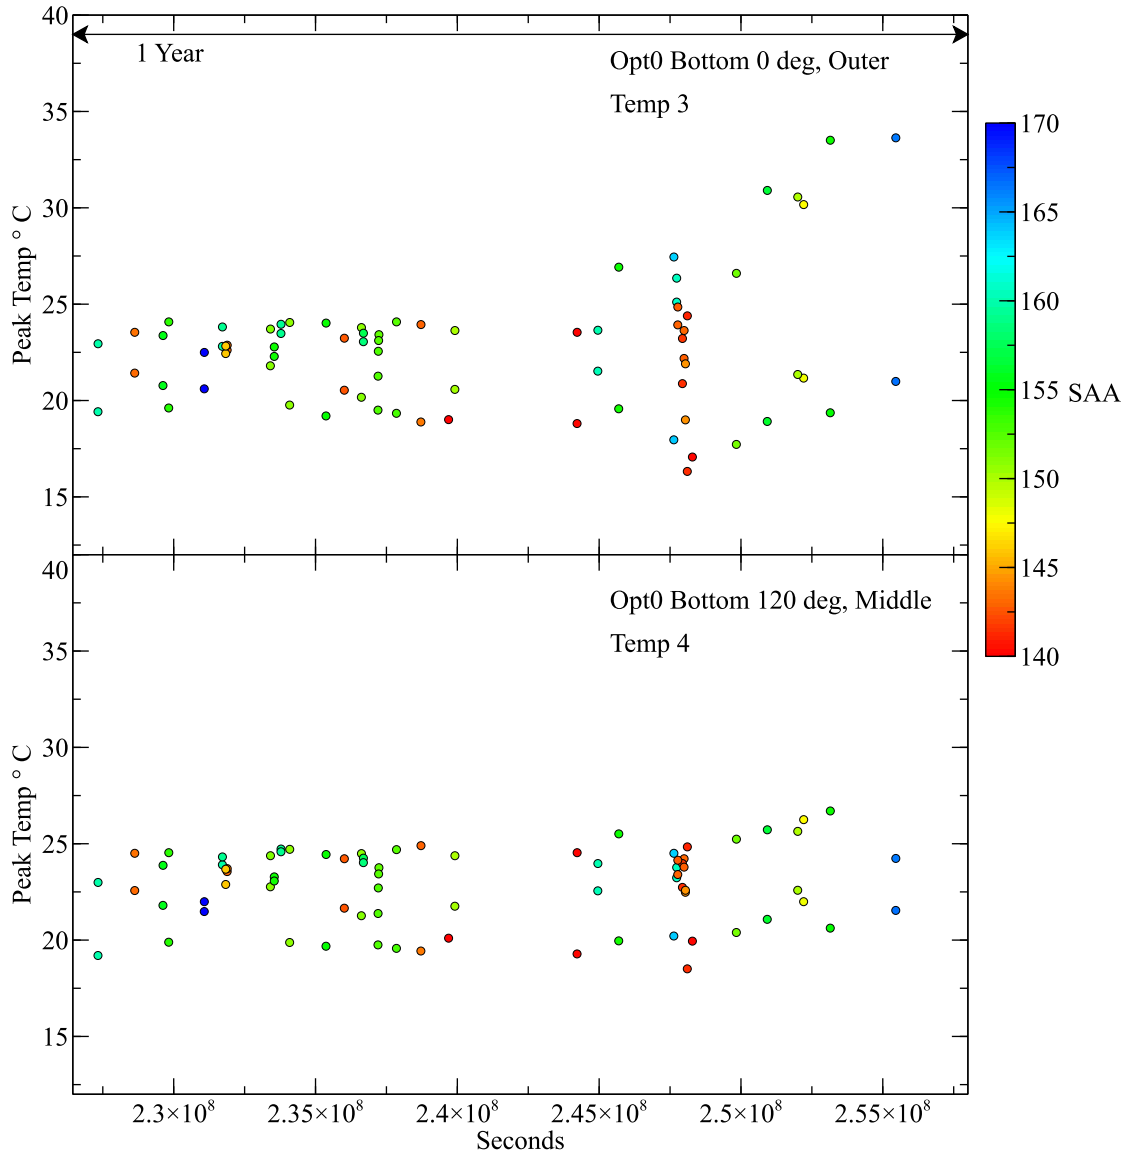 40
1 Year
Opt0 Bottom 0 deg, Outer
Temp 3
35
30
25
20
15
Peak Temp ° C
170
165
160
155
150
145
140
SAA
40
Opt0 Bottom 120 deg, Middle
Temp 4
35
30
25
20
15
Peak Temp ° C
2.3×10⁸ 2.35×10⁸ 2.4×10⁸ 2.45×10⁸ 2.5×10⁸ 2.55×10⁸
Seconds